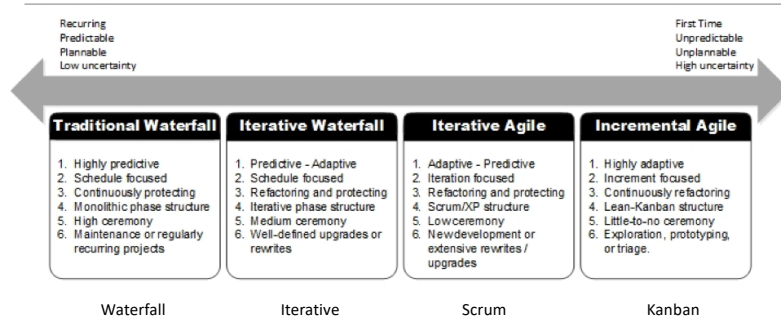 Recurring
Predictable
Plannable
Low uncertainty
First Time
Unpredictable
Unplannable
High uncertainty
Traditional Waterfall
1. Highly predictive
2. Schedule focused
3. Continuously protecting
4. Monolithic phase structure
5. High ceremony
6. Maintenance or regularly
recurring projects
Iterative Waterfall
1. Predictive - Adaptive
2. Schedule focused
3. Refactoring and protecting
4. Iterative phase structure
5. Medium ceremony
6. Well-defined upgrades or
rewrites
Iterative Agile
1. Adaptive - Predictive
2. Iteration focused
3. Refactoring and protecting
4. Scrum/XP structure
5. Low ceremony
6. New development or
extensive rewrites /
upgrades
Incremental Agile
1. Highly adaptive
2. Increment focused
3. Continuously refactoring
4. Lean-Kanban structure
5. Little-to-no ceremony
6. Exploration, prototyping,
or triage.
Waterfall
Iterative
Scrum
Kanban